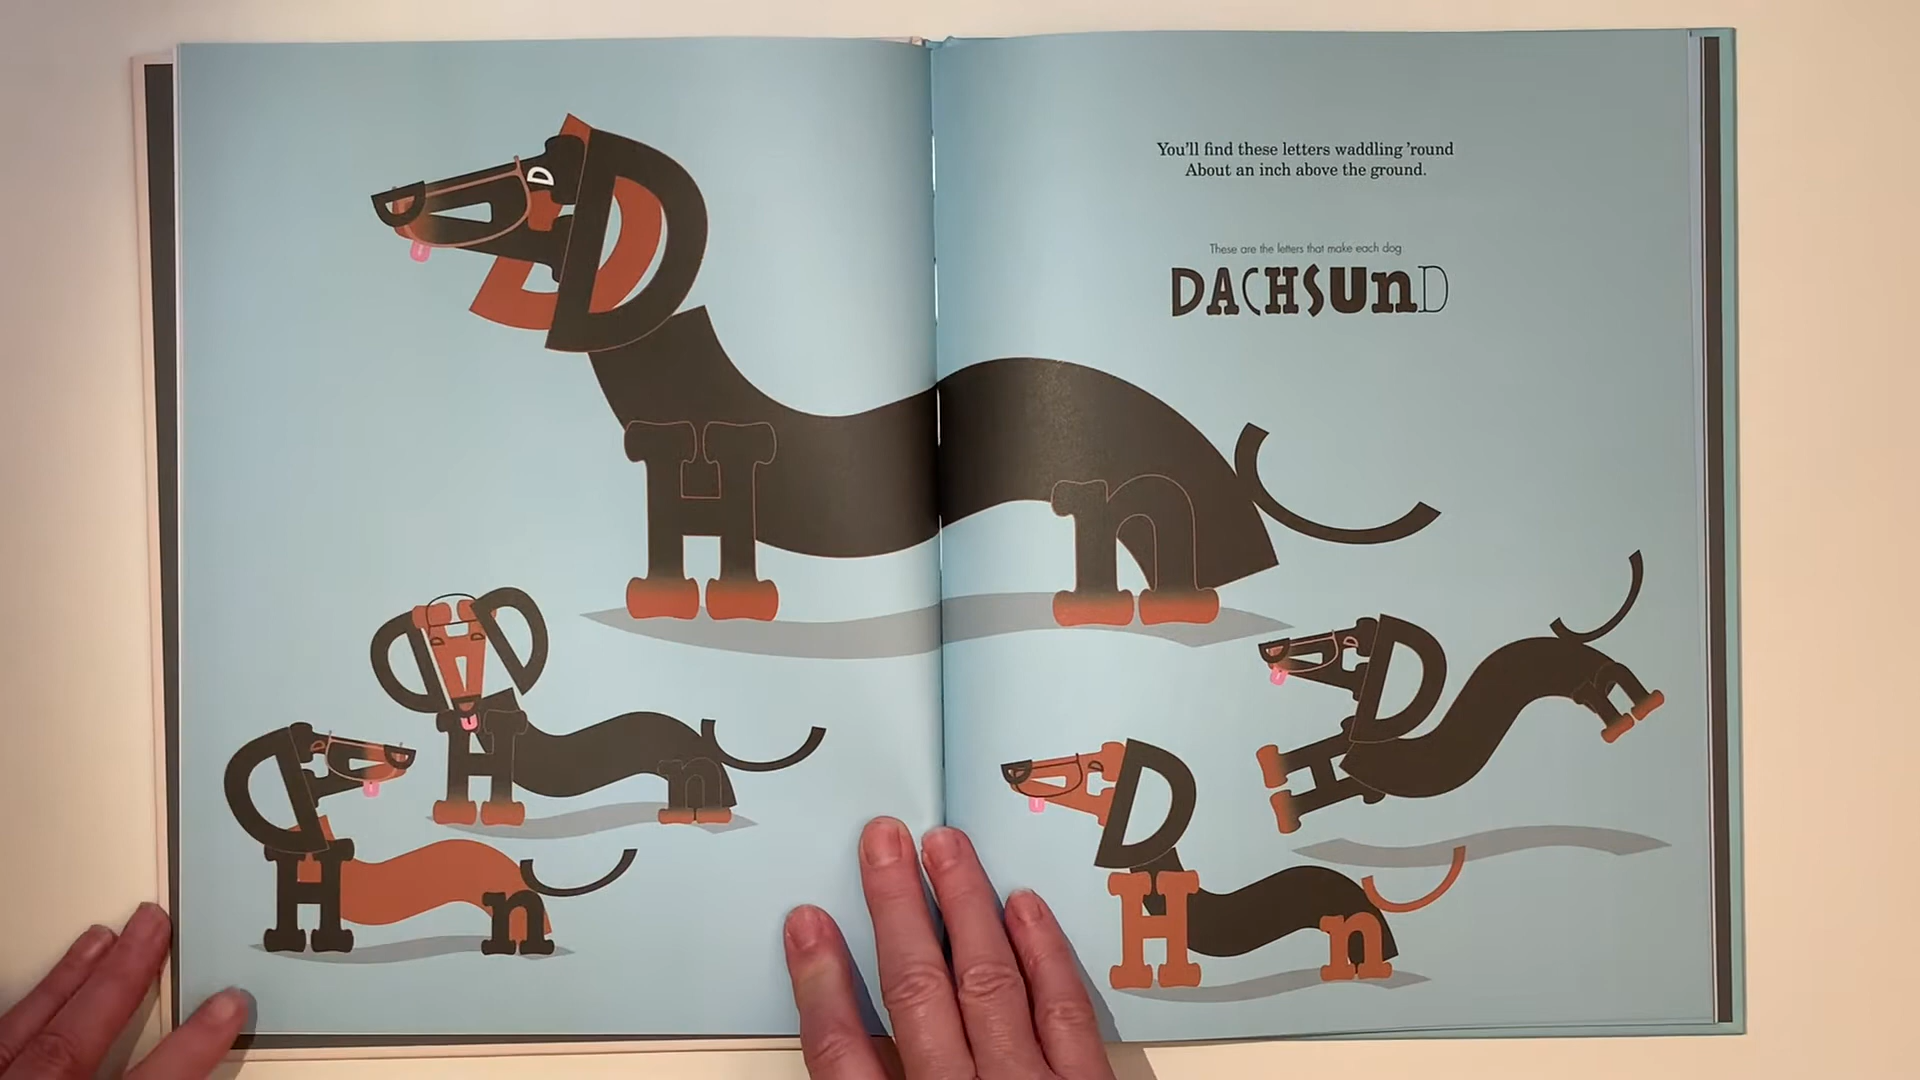 You'll find these letters waddling 'round
About an inch above the ground.
These are the letters that make each dog
DACHSUnD